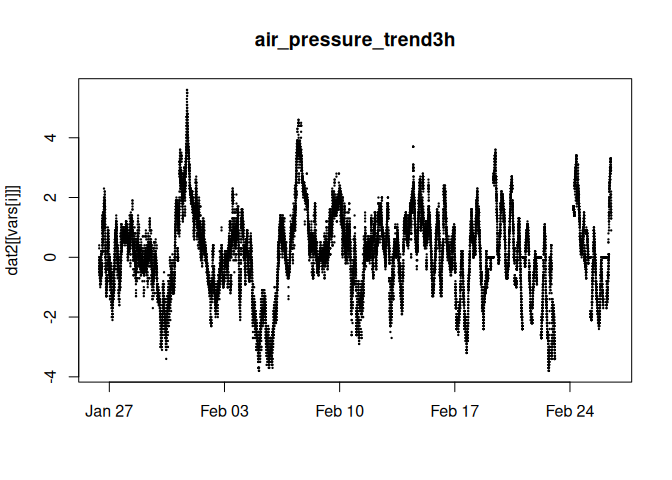 air_pressure_trend3h
dat2[[vars[i]]]
4
2
0
-2
-4
Jan 27
Feb 03
Feb 10
Feb 17
Feb 24